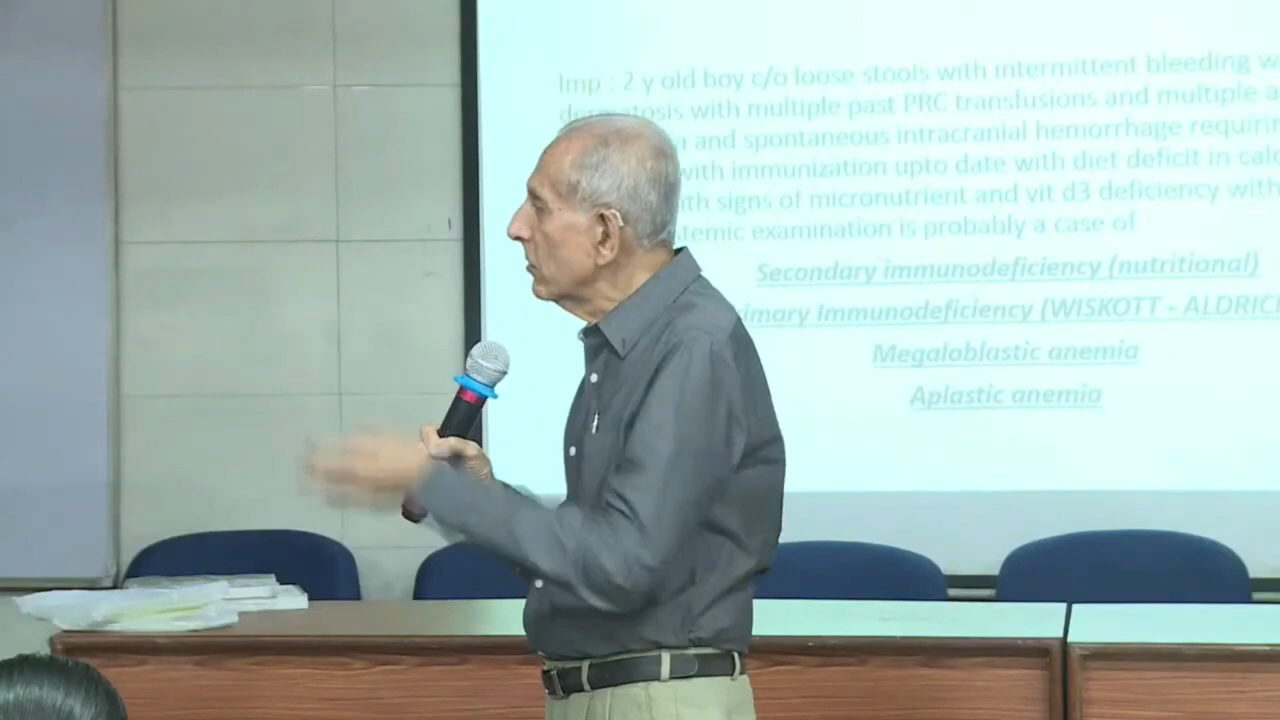 Imp : 2 y old boy c/o loose stools with intermittent bleeding
with multiple past PRC transfusions and multiple
and spontaneous intracranial hemorrhage
with immunization upto date with diet deficit in
signs of micronutrient and vit d3 deficiency with
examination is probably a case of
Secondary immunodeficiency (nutritional)
Immunodeficiency (WISKOTT - ALDRIC
Megaloblastic anemia
Aplastic anemia